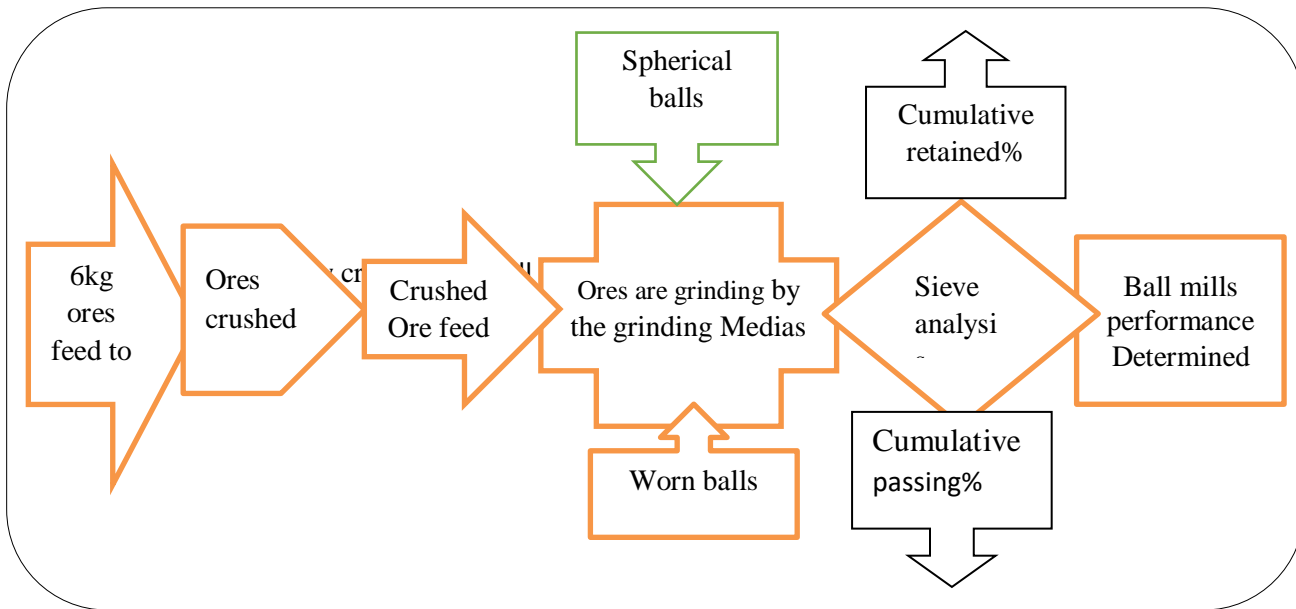 Spherical
balls
Cumulative
retained%
6kg
ores
feed to
Ores
crushed
Crushed
Ore feed
Ores are grinding by
the grinding Medias
Sieve
analysi
Ball mills
performance
Determined
Worn balls
Cumulative
passing%